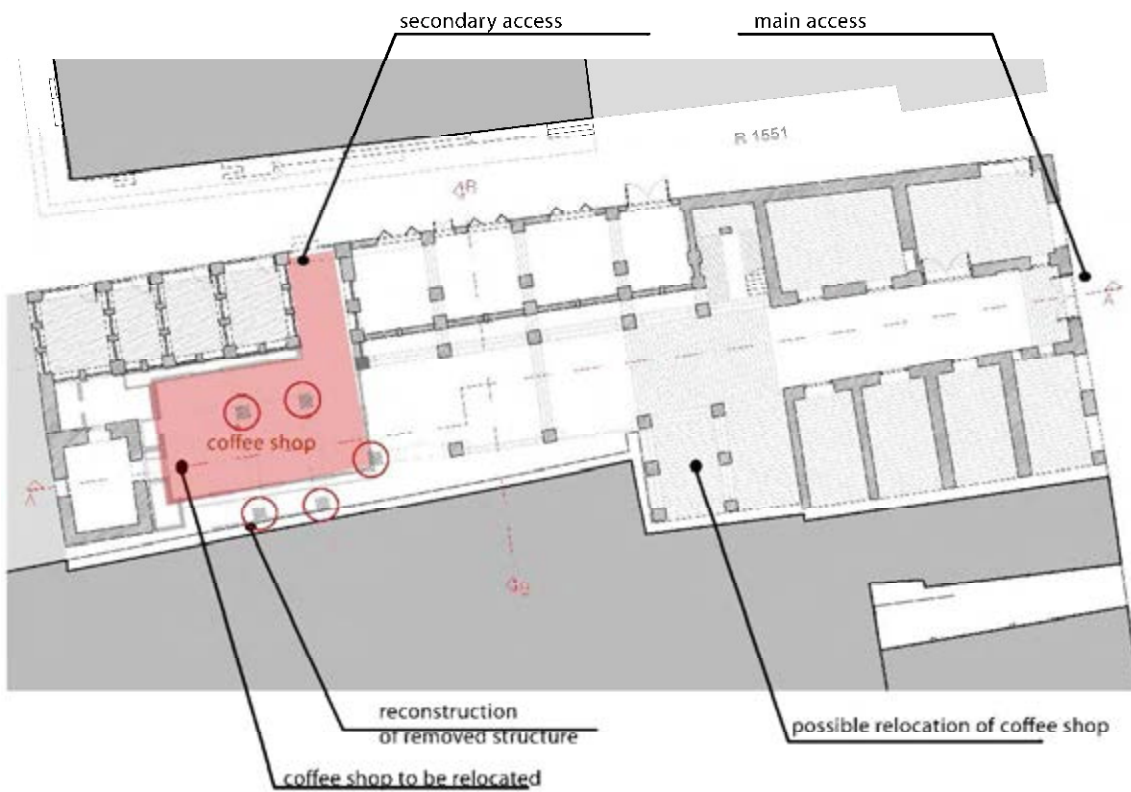 secondary access
main access
R 1551
B
A
coffee shop
A
B
reconstruction
of removed structure
possible relocation of coffee shop
coffee shop to be relocated